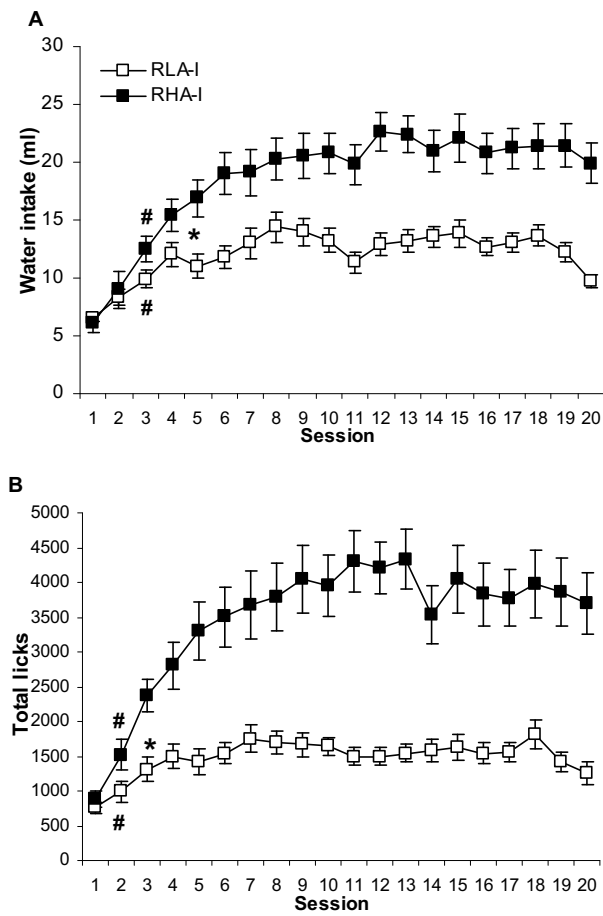 A
30
25
20
15
10
5
0
Water intake (ml)
RLA-I
RHA-I
#
*
#
1 2 3 4 5 6 7 8 9 10 11 12 13 14 15 16 17 18 19 20
Session
B
5000
4500
4000
3500
3000
2500
2000
1500
1000
500
0
Total licks
#
*
#
1 2 3 4 5 6 7 8 9 10 11 12 13 14 15 16 17 18 19 20
Session